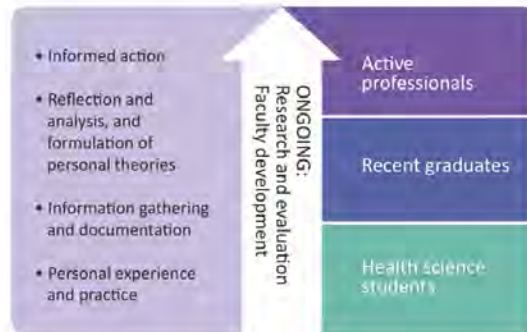 • Informed action
• Reflection and
analysis, and
formulation of
personal theories
• Information gathering
and documentation
• Personal experience
and practice
ONGOING:
Research and evaluation
Faculty development
Active
professionals
Recent graduates
Health science
students